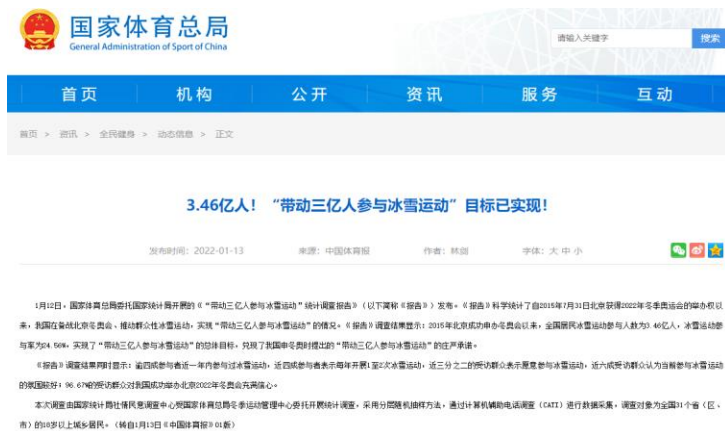 国家体育总局
General Administration of Sport of China
请输入关键字
搜索
首页 机构 公开 资讯 服务 互动
首页 > 资讯 > 全民健身 > 动态信息 > 正文
3.46亿人！“带动三亿人参与冰雪运动”目标已实现！
发布时间：2022-01-13 来源：中国体育报 作者：林剑 字体：大 中 小
1月12日，国家体育总局委托国家统计局开展的《“带动三亿人参与冰雪运动”统计调查报告》（以下简称《报告》）发布。《报告》科学统计了自2015年7月31日北京获得2022年冬季奥运会的举办权以
来，我国在备战北京冬奥会、推动群众性冰雪运动，实现“带动三亿人参与冰雪运动”的情况。《报告》调查结果显示：2015年北京成功申办冬奥会以来，全国居民冰雪运动参与人数为3.46亿人，冰雪运动参
与率为24.56%，实现了“带动三亿人参与冰雪运动”的总体目标，兑现了我国申冬奥时提出的“带动三亿人参与冰雪运动”的庄严承诺。
《报告》调查结果同时显示：逾四成参与者近一年内参与过冰雪运动，近四成参与者表示每年开展1至2次冰雪运动，近三分之二的受访群众表示愿意参与冰雪运动，近六成受访群众认为当前参与冰雪运动
的氛围较好；96.67%的受访群众对我国成功举办北京2022年冬奥会充满信心。
本次调查由国家统计局社情民意调查中心受国家体育总局冬季运动管理中心委托开展统计调查，采用分层随机抽样方法，通过计算机辅助电话调查（CATI）进行数据采集，调查对象为全国31个省（区、
市）的18岁以上城乡居民。（转自1月13日《中国体育报》01版）